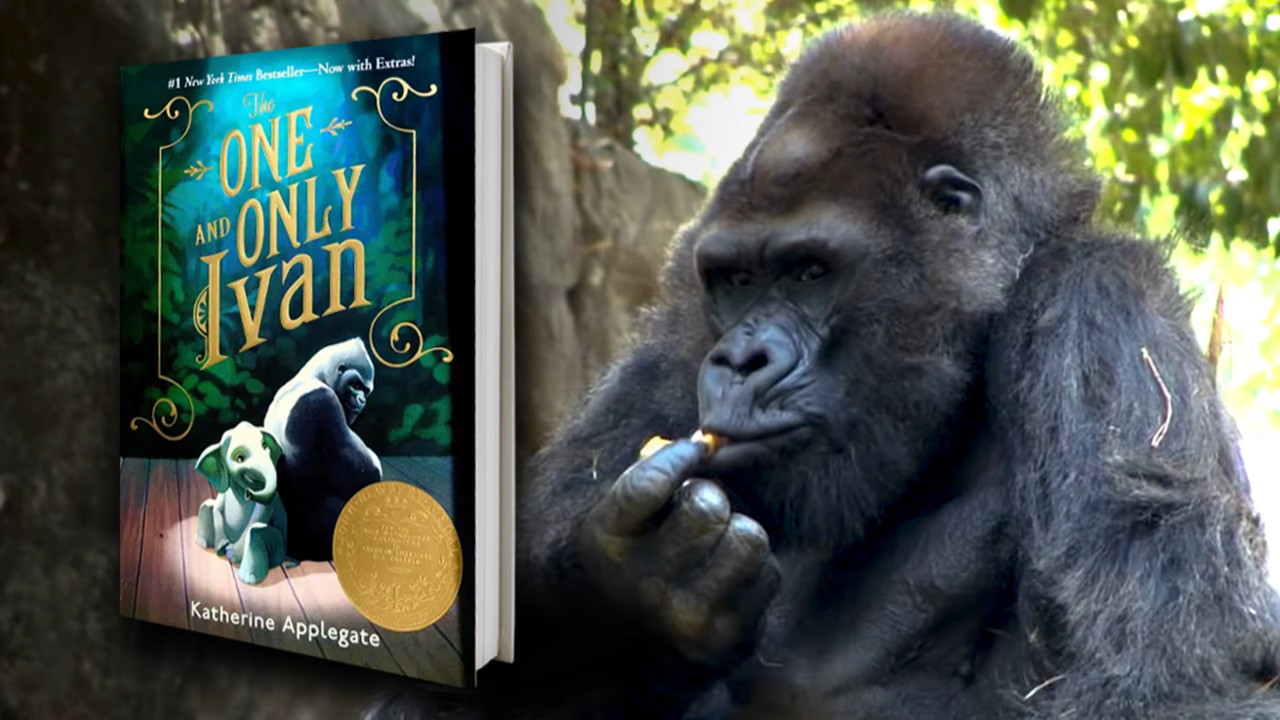 #1 New York Times Bestseller—Now with Extras!
The
ONE
AND ONLY
Ivan
Katherine Applegate